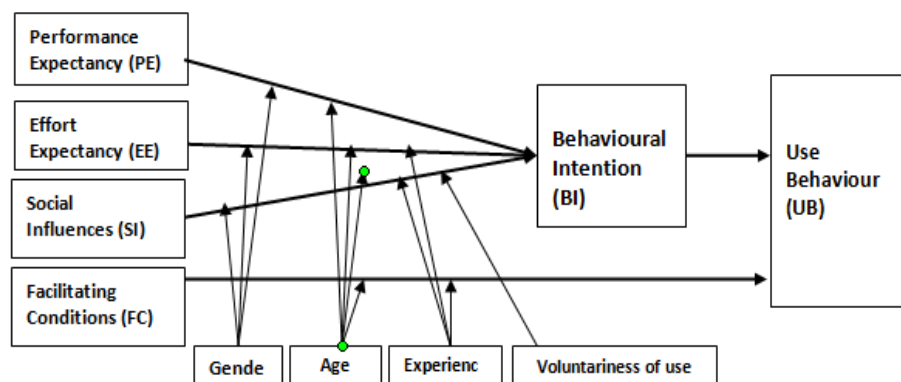 Performance
Expectancy (PE)
Effort
Expectancy (EE)
Social
Influences (SI)
Facilitating
Conditions (FC)
Behavioural
Intention
(BI)
Use
Behaviour
(UB)
Gende
Age
Experienc
Voluntariness of use